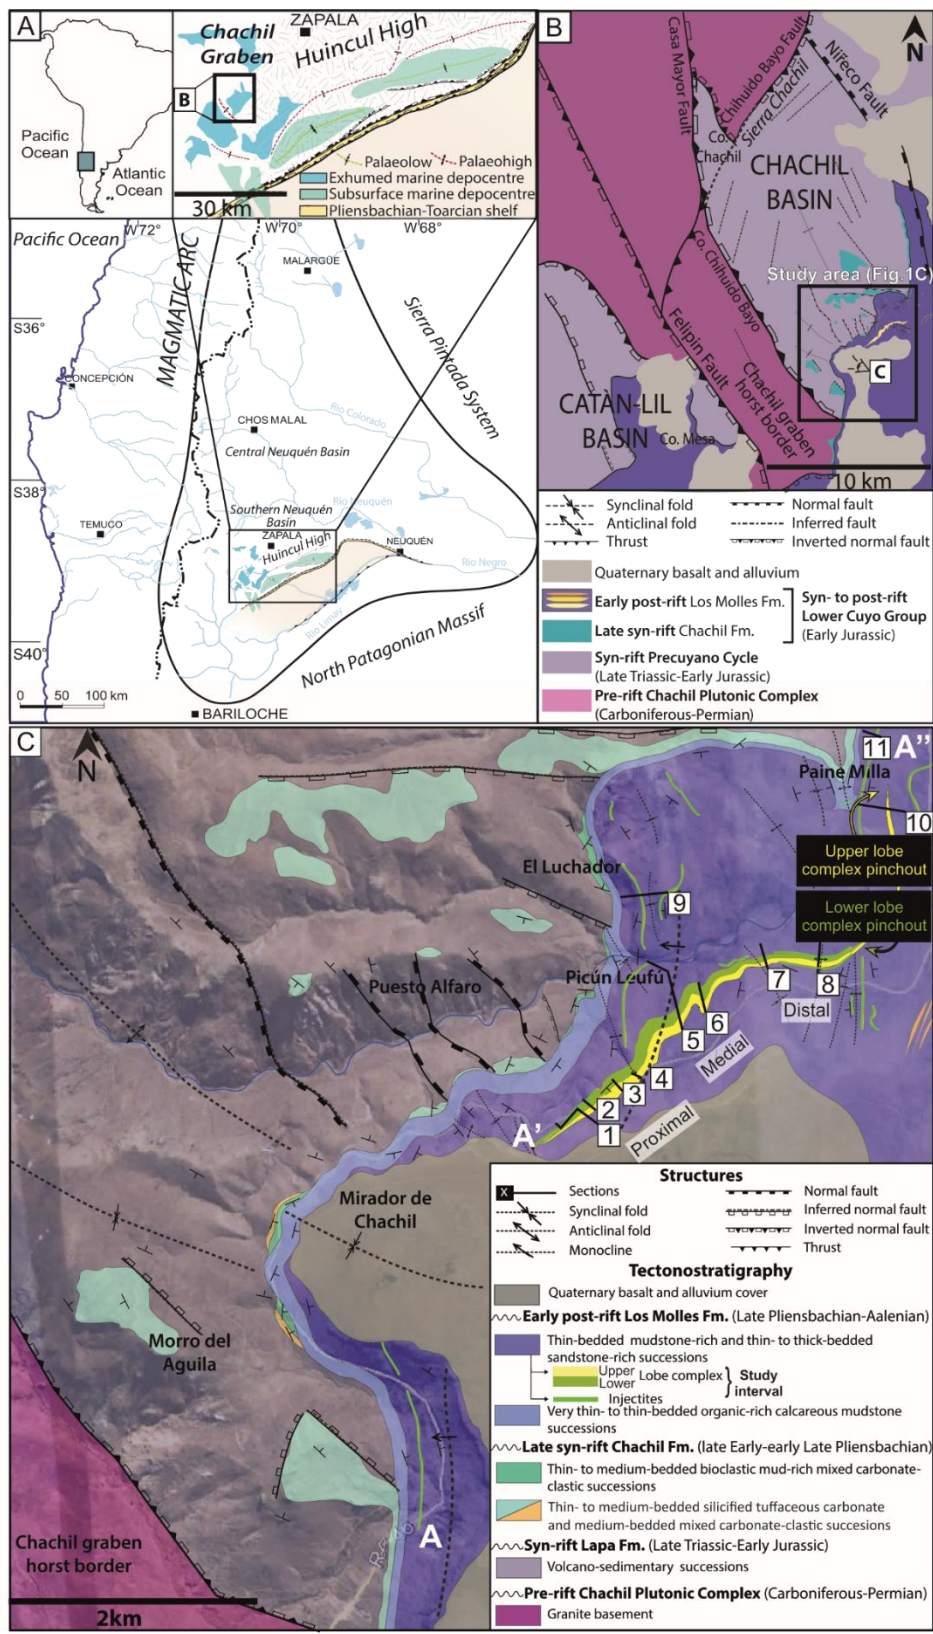 A
Pacific
Ocean
Atlantic
Ocean
Chachil
Graben
ZAPALA
Huincul High
B
Palaeolow
Palaeohigh
Exhumed marine depocentre
Subsurface marine depocentre
Pliensbachian-Toarcian shelf
30 km
Pacific Ocean
W72°
W70°
W68°
MAGMATIC ARC
MALARGÜE
Sierra Pintada System
S36°
CONCEPCIÓN
CHOS MALAL
Rio Colorado
Central Neuquén Basin
S38°
Rio Neuquén
Southern Neuquén
Basin
TEMUCO
ZAPALA
Huincul High
NEUQUÉN
Rio Negro
Rio Limay
North Patagonian Massif
S40°
0 50 100 km
BARILOCHE
B
N
Casa Mayor Fault
Chihuido Bayo Fault
Ñireco Fault
Sierra Chachil
Co.
Chachil
CHACHIL
BASIN
Co. Chihuido Bayo
Study area (Fig.1C)
Felipin Fault
C
Chachil graben
horst border
CATÀN-LIL
BASIN
Co. Mesa
10 km
Synclinal fold
Normal fault
Anticlinal fold
Inferred fault
Thrust
Inverted normal fault
Quaternary basalt and alluvium
Early post-rift Los Molles Fm.
Late syn-rift Chachil Fm.
Syn- to post-rift
Lower Cuyo Group
(Early Jurassic)
Syn-rift Precuyano Cycle
(Late Triassic-Early Jurassic)
Pre-rift Chachil Plutonic Complex
(Carboniferous-Permian)
C
N
11
A''
Paine Milla
10
Upper lobe
complex pinchout
El Luchador
9
Lower lobe
complex pinchout
Picún Leufú
Puesto Alfaro
7
8
Distal
6
5
Medial
4
3
2
1
A'
Proximal
Mirador de
Chachil
Morro del
Aguila
A
Chachil graben
horst border
2km
Structures
X
Sections
Normal fault
Synclinal fold
Inferred normal fault
Anticlinal fold
Inverted normal fault
Monocline
Thrust
Tectonostratigraphy
Quaternary basalt and alluvium cover
Early post-rift Los Molles Fm. (Late Pliensbachian-Aalenian)
Thin-bedded mudstone-rich and thin- to thick-bedded
sandstone-rich successions
Upper
Lower
Lobe complex
Study
interval
Injectites
Very thin- to thin-bedded organic-rich calcareous mudstone
successions
Late syn-rift Chachil Fm. (late Early-early Late Pliensbachian)
Thin- to medium-bedded bioclastic mud-rich mixed carbonate-
clastic successions
Thin- to medium-bedded silicified tuffaceous carbonate
and medium-bedded mixed carbonate-clastic succesions
Syn-rift Lapa Fm. (Late Triassic-Early Jurassic)
Volcano-sedimentary successions
Pre-rift Chachil Plutonic Complex (Carboniferous-Permian)
Granite basement